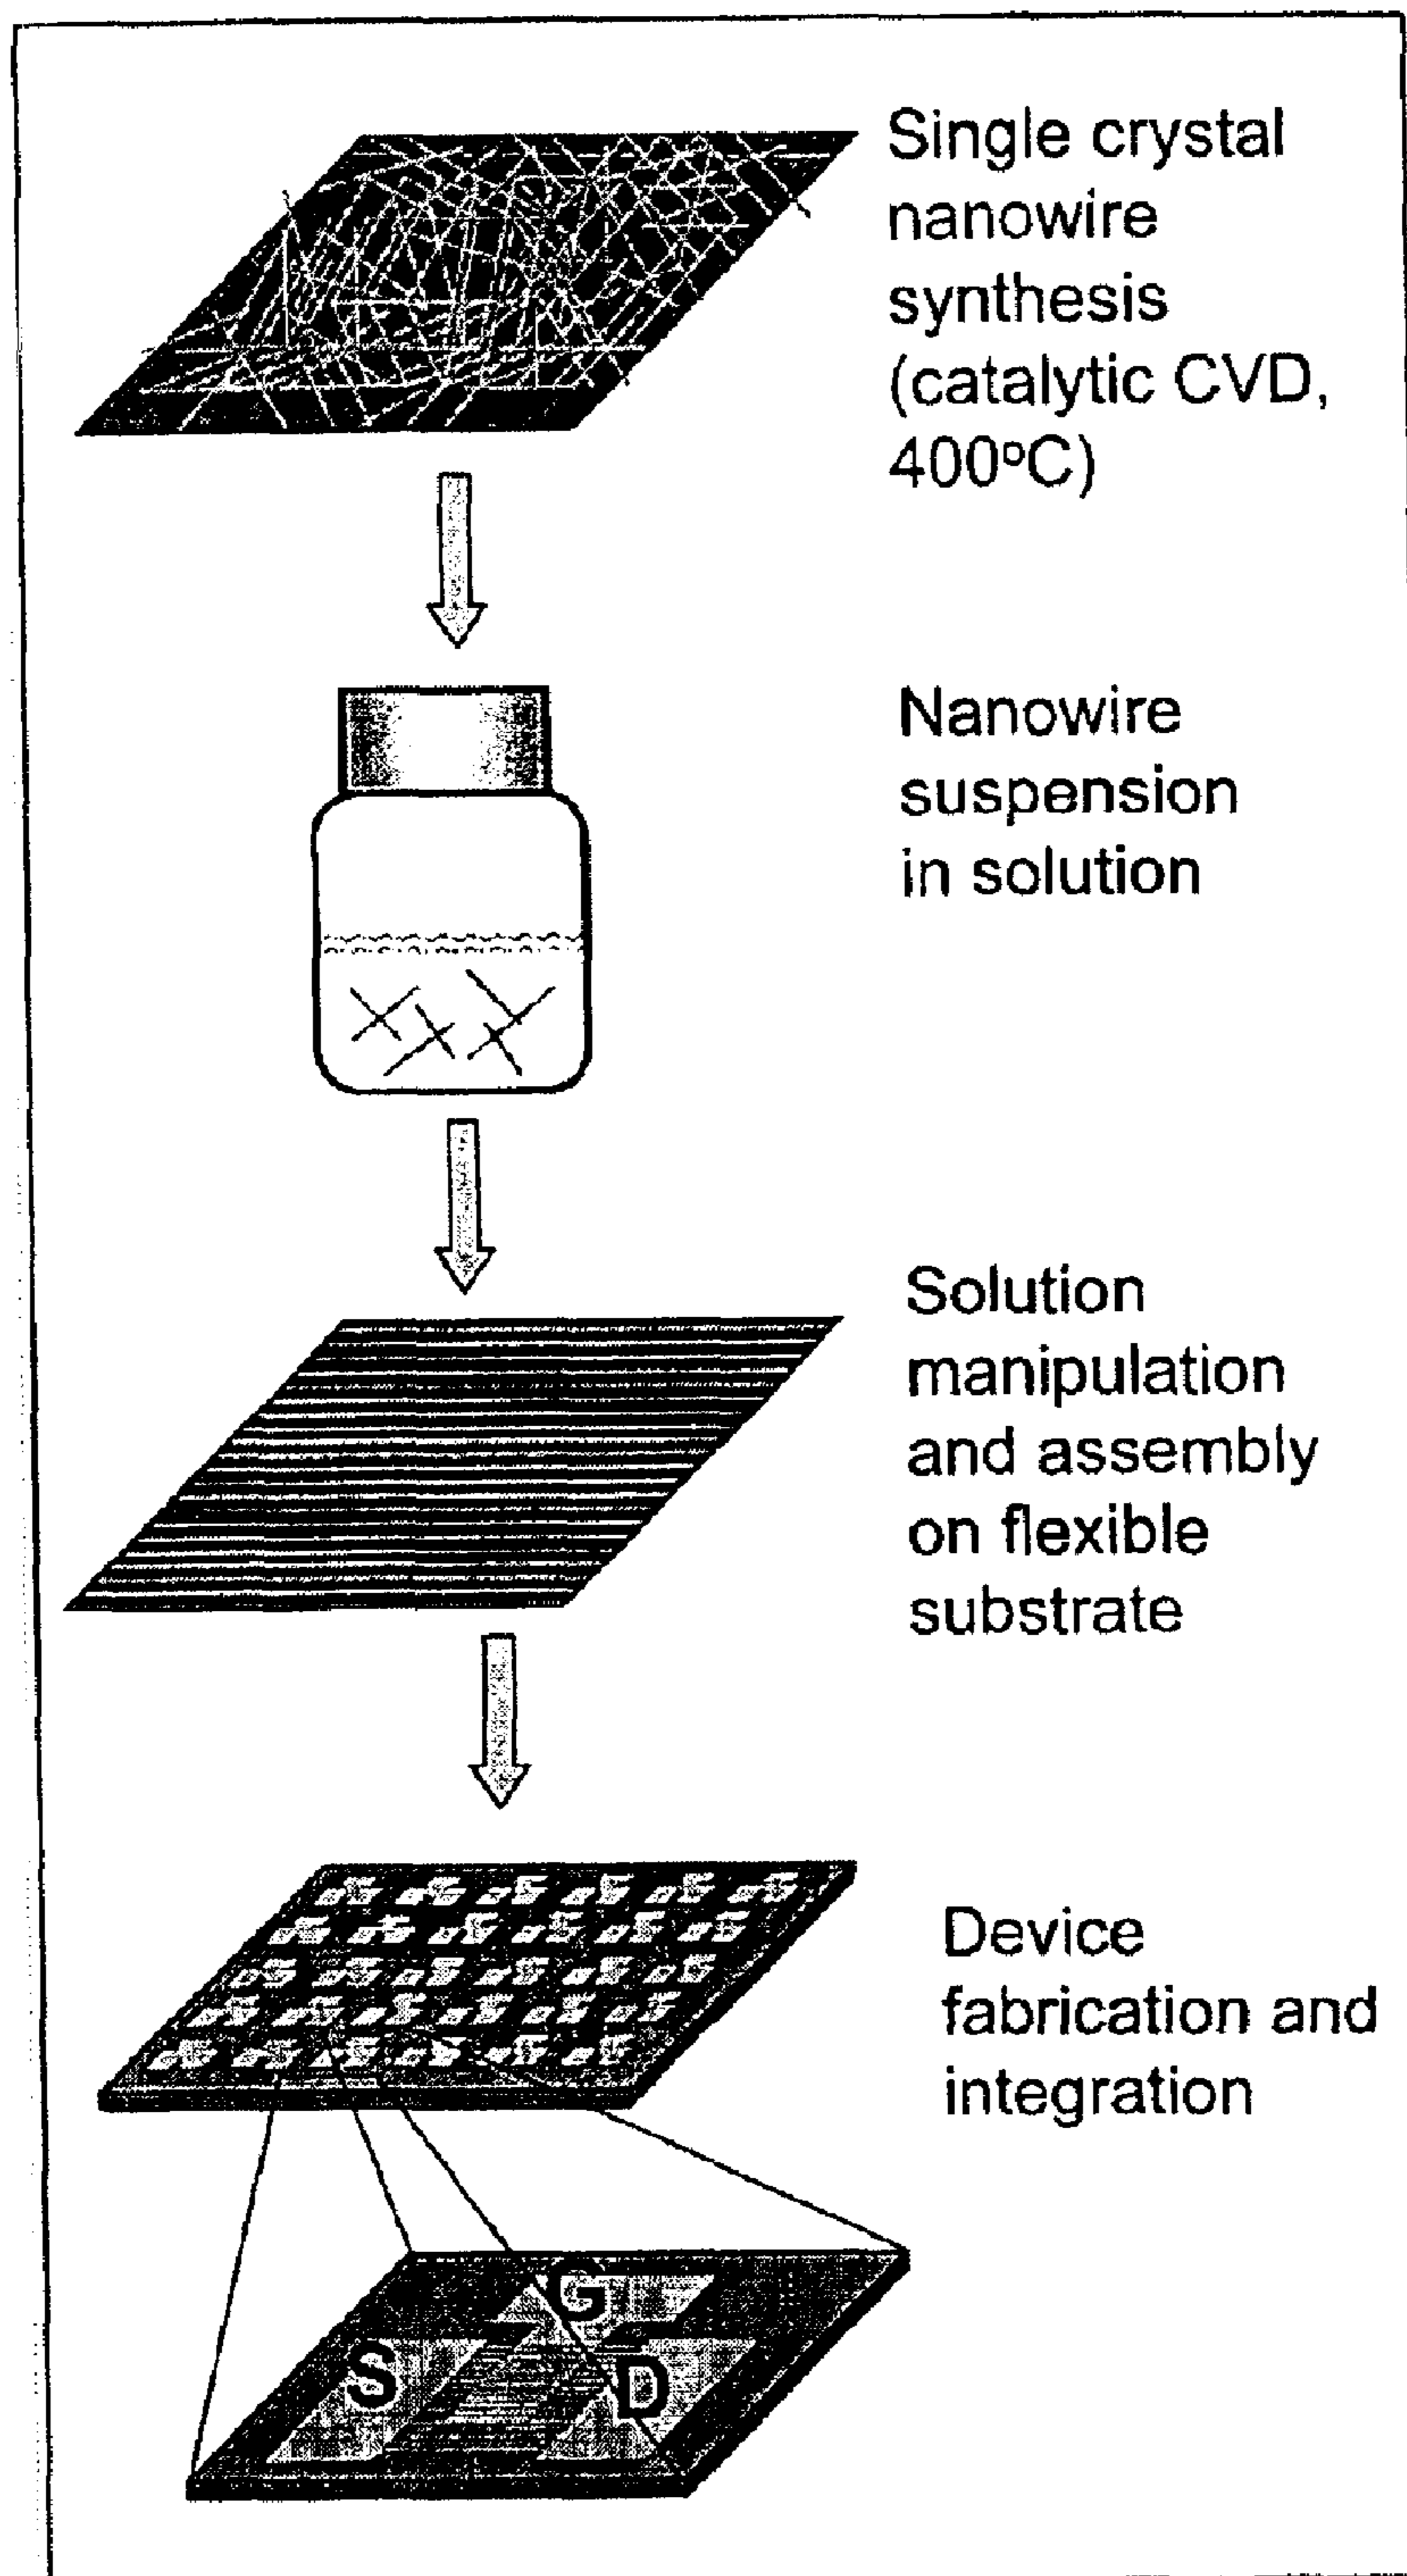 Single crystal
nanowire
synthesis
(catalytic CVD,
400°C)
Nanowire
suspension
in solution
Solution
manipulation
and assembly
on flexible
substrate
Device
fabrication and
integration
G
S
D